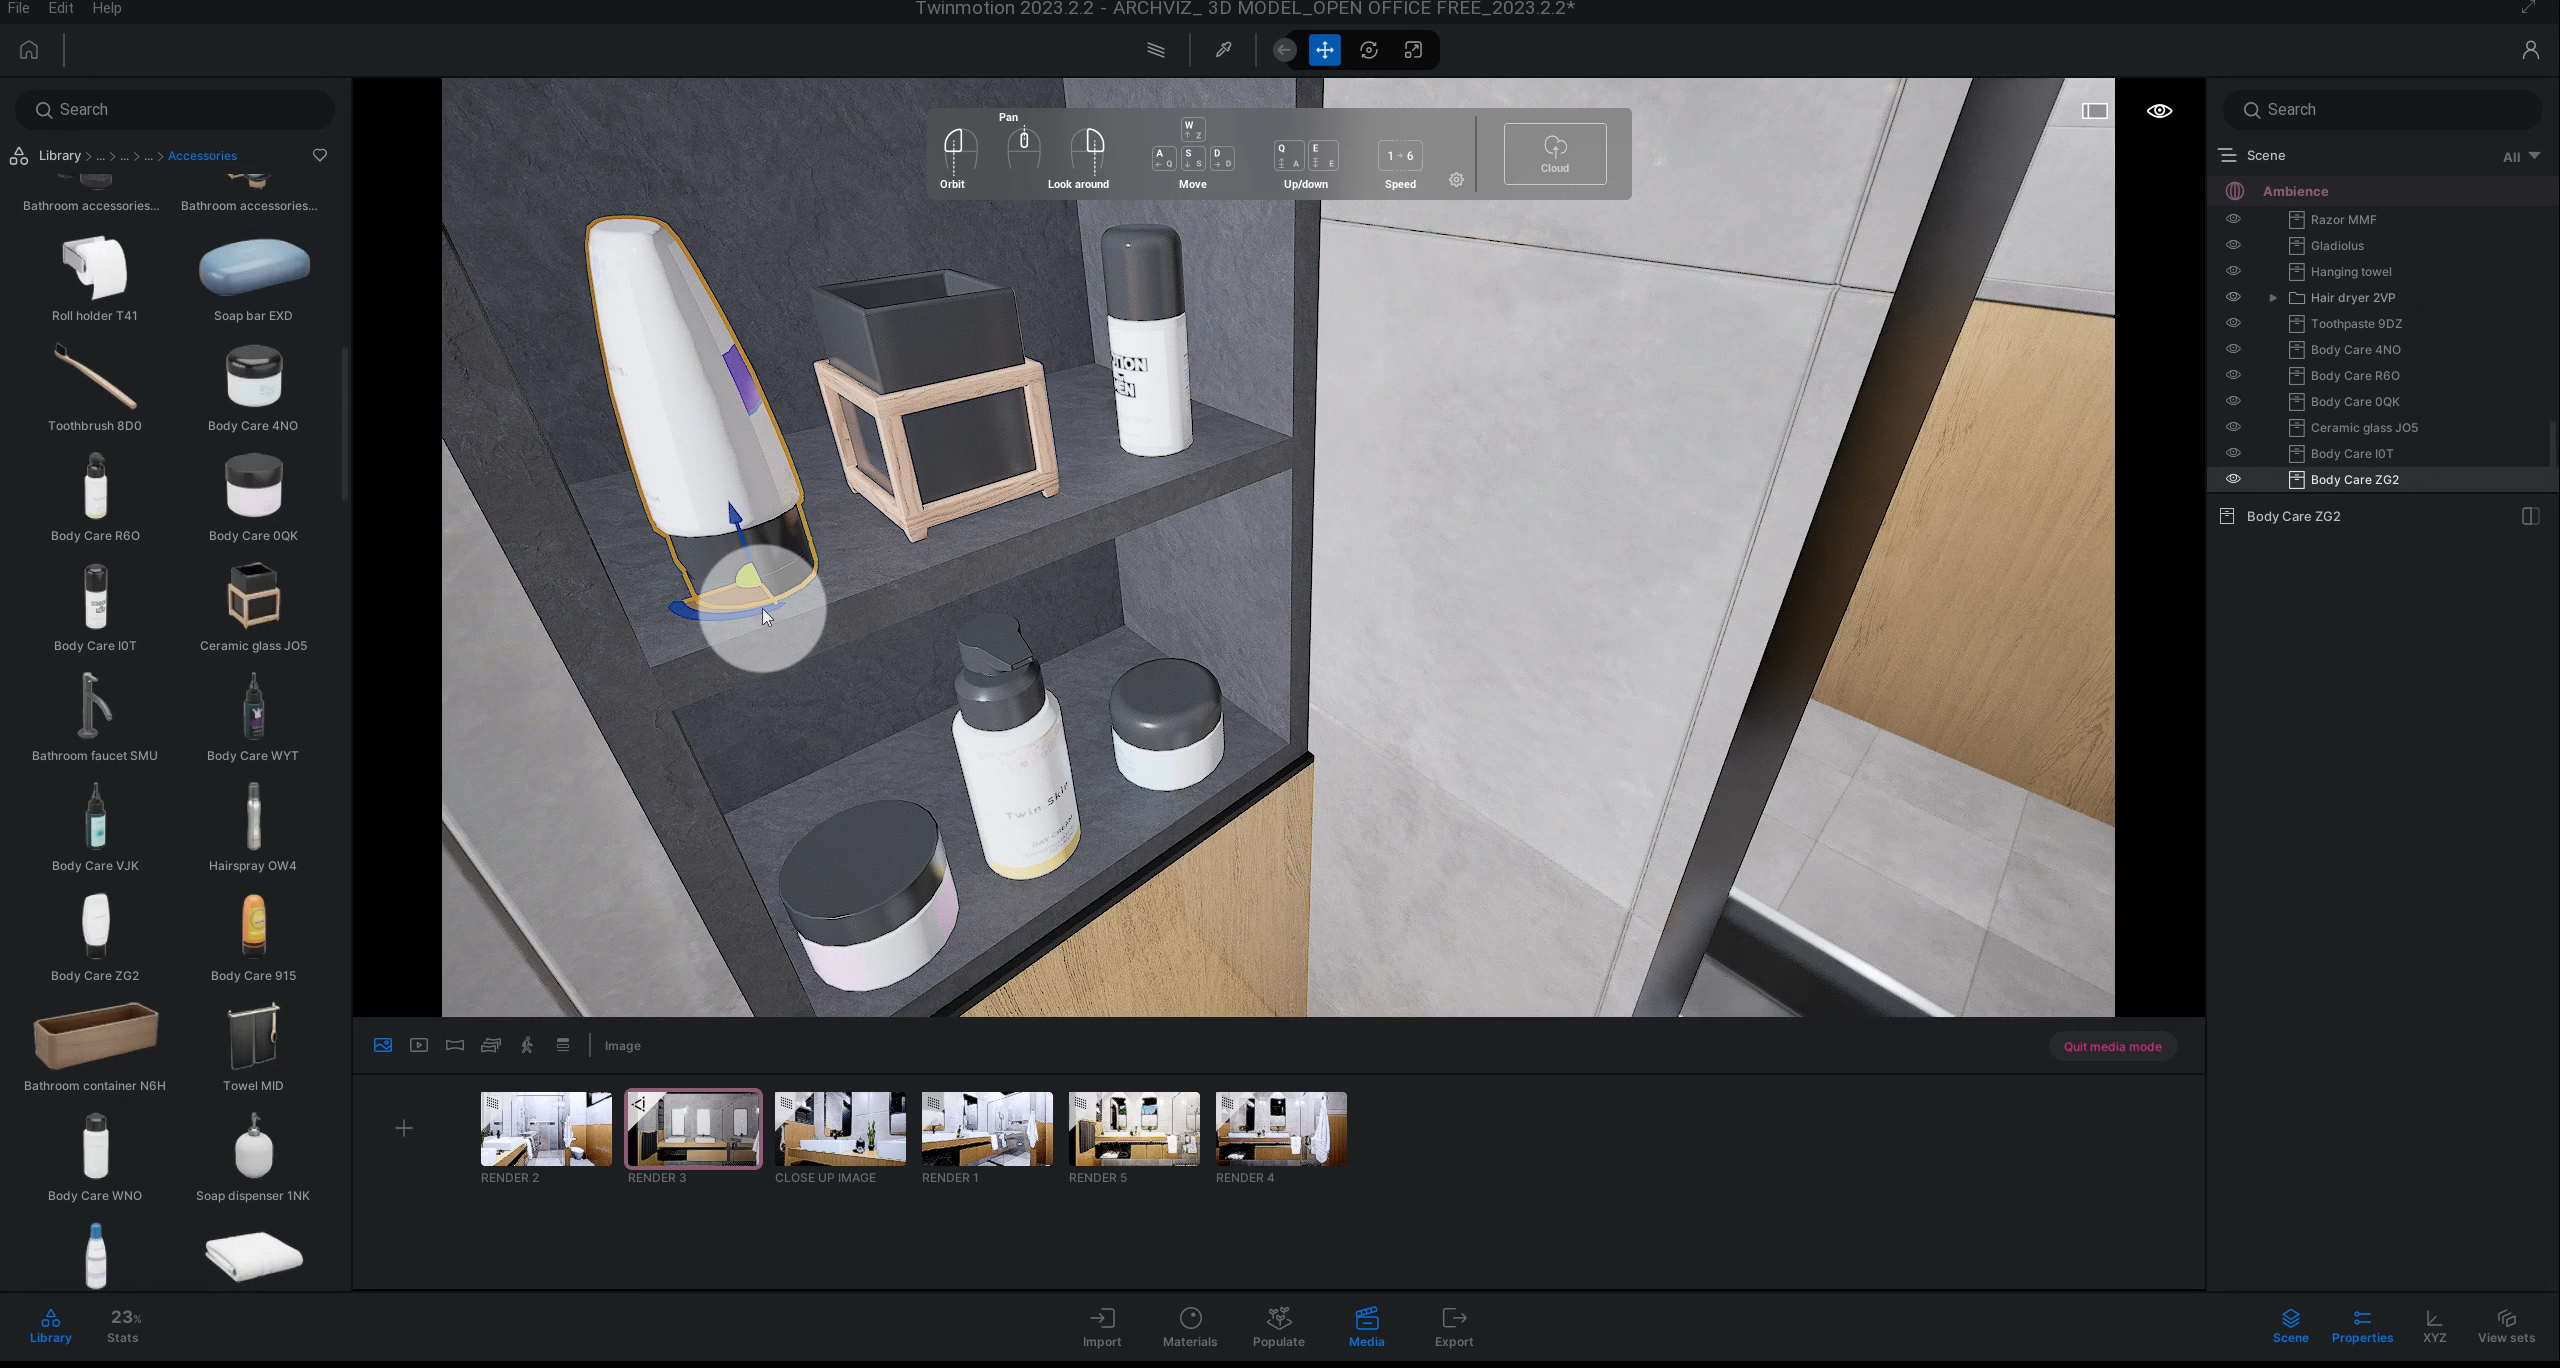 File Edit Help
Twinmotion 2023.2.2 - ARCHVIZ_ 3D MODEL_OPEN OFFICE FREE_2023.2.2*
Search
Library > ... > ... > ... > Accessories
Bathroom accessories... Bathroom accessories...
Roll holder T41 Soap bar EXD
Toothbrush 8D0 Body Care 4NO
Body Care R6O Body Care 0QK
Body Care I0T Ceramic glass JO5
Bathroom faucet SMU Body Care WYT
Body Care VJK Hairspray OW4
Body Care ZG2 Body Care 915
Bathroom container N6H Towel MID
Body Care WNO Soap dispenser 1NK
Pan
W
Z
A S D Q E
Q S D A E
1 - 6
Orbit Look around Move Up/down Speed
Cloud
Twin Skin
DAY CREAM
Search
Scene All
Ambience
Razor MMF
Gladiolus
Hanging towel
Hair dryer 2VP
Toothpaste 9DZ
Body Care 4NO
Body Care R6O
Body Care 0QK
Ceramic glass JO5
Body Care I0T
Body Care ZG2
Body Care ZG2
Image
Quit media mode
RENDER 2 RENDER 3 CLOSE UP IMAGE RENDER 1 RENDER 5 RENDER 4
Library
23%
Stats
Import Materials Populate Media Export
Scene Properties XYZ View sets